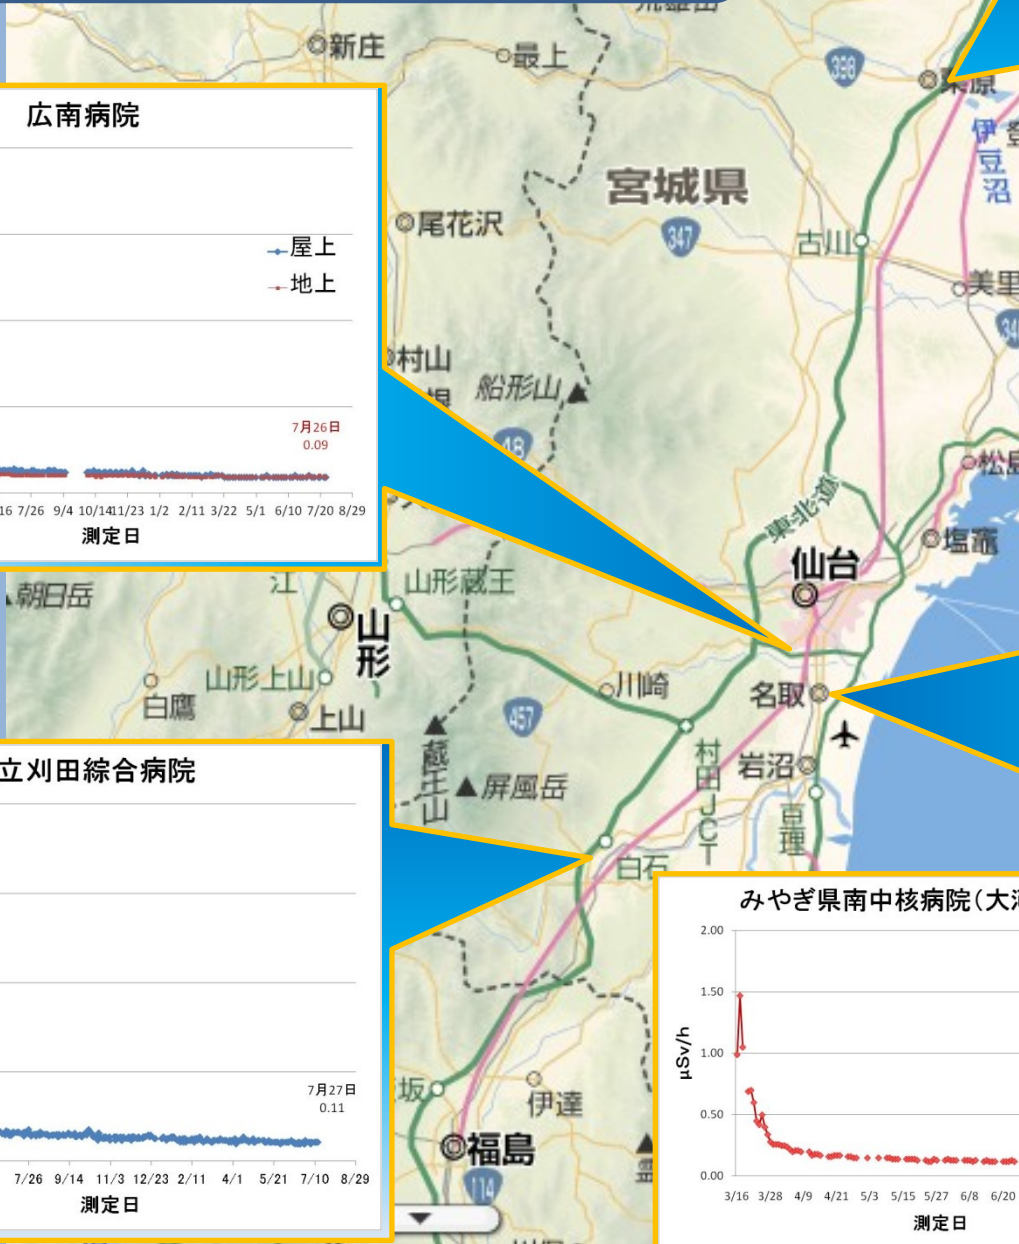 新庄
最上
398
栗原
広南病院
伊豆沼
宮城県
尾花沢
347
古川
屋上
地上
美里
村山
船形山
48
7月26日
0.09
松島
7/26 9/4 10/14 11/23 1/2 2/11 3/22 5/1 6/10 7/20 8/29
測定日
東北道
塩竈
仙台
朝日岳
江
山形蔵王
山形
山形上山
川崎
名取
白鷹
上山
457
蔵王山
屏風岳
村田JCT
岩沼
亘理
立刈田綜合病院
白石
みやぎ県南中核病院(大河
2.00
1.50
1.00
0.50
0.00
μSv/h
3/16 3/28 4/9 4/21 5/3 5/15 5/27 6/8 6/20
測定日
7月27日
0.11
7/26 9/14 11/3 12/23 2/11 4/1 5/21 7/10 8/29
測定日
坂
伊達
福島
114
霊